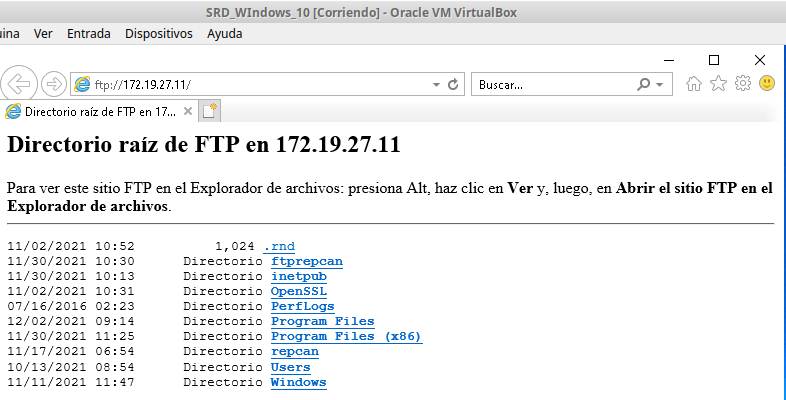 SRD_WIndows_10 [Corriendo] - Oracle VM VirtualBox
uina Ver Entrada Dispositivos Ayuda
ftp://172.19.27.11/ Buscar...
Directorio raíz de FTP en 17...
Directorio raíz de FTP en 172.19.27.11
Para ver este sitio FTP en el Explorador de archivos: presiona Alt, haz clic en Ver y, luego, en Abrir el sitio FTP en el
Explorador de archivos.
11/02/2021 10:52 1,024 .rnd
11/30/2021 10:30 Directorio ftprepcan
11/30/2021 10:13 Directorio inetpub
11/02/2021 10:31 Directorio OpenSSL
07/16/2016 02:23 Directorio PerfLogs
12/02/2021 09:14 Directorio Program Files
11/30/2021 11:25 Directorio Program Files (x86)
11/17/2021 06:54 Directorio repcan
10/13/2021 08:54 Directorio Users
11/11/2021 11:47 Directorio Windows